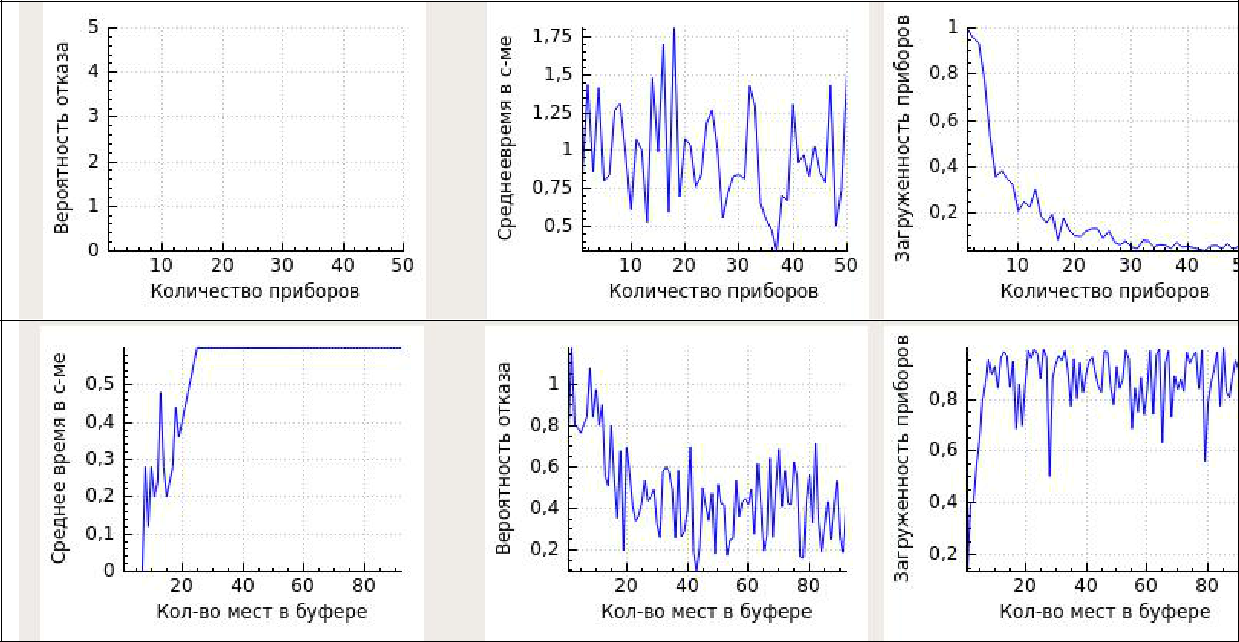 Вероятность отказа
5
4
3
2
1
0
10 20 30 40 50
Количество приборов
Среднеевремя в с-ме
1,75
1,5
1,25
1
0,75
0,5
10 20 30 40 50
Количество приборов
Загруженность приборов
1
0,8
0,6
0,4
0,2
10 20 30 40 5
Количество приборов
Среднее время в с-ме
0,5
0,4
0,3
0,2
0,1
0
20 40 60 80
Кол-во мест в буфере
Вероятность отказа
1
0,8
0,6
0,4
0,2
20 40 60 80
Кол-во мест в буфере
Загруженность приборов
0,8
0,6
0,4
0,2
20 40 60 80
Кол-во мест в буфере